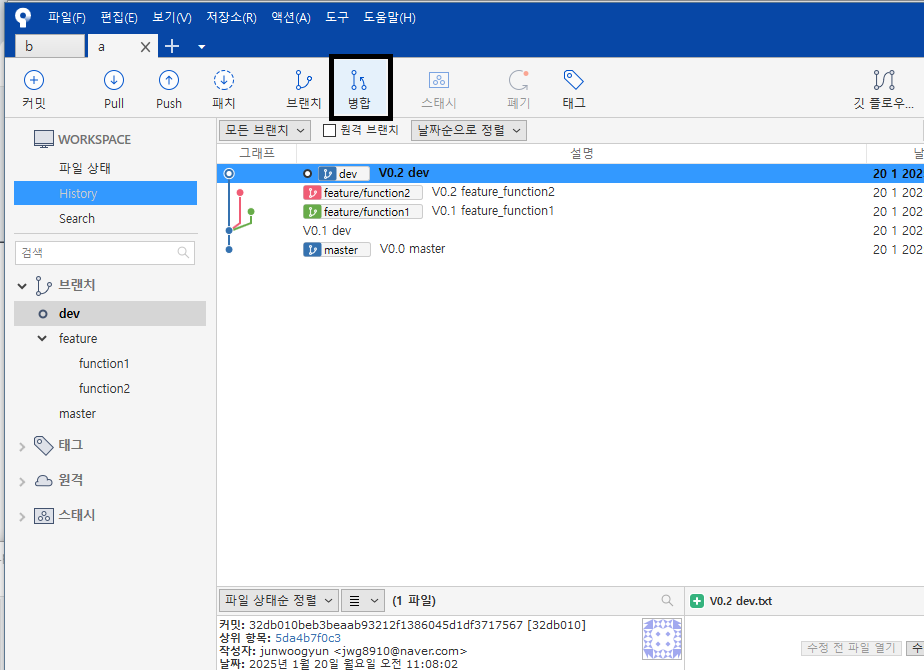 파일(F) 편집(E) 보기(V) 저장소(R) 액션(A) 도구 도움말(H)
b a
커밋 Pull Push 패치 브랜치 병합 스태시 폐기 태그 깃 플로우...
WORKSPACE
파일 상태
History
Search
검색
브랜치
dev
feature
function1
function2
master
태그
원격
스태시
모든 브랜치 원격 브랜치 날짜순으로 정렬
그래프 설명 날
dev V0.2 dev 20 1 202
feature/function2 V0.2 feature_function2 20 1 202
feature/function1 V0.1 feature_function1 20 1 202
V0.1 dev 20 1 202
master V0.0 master 20 1 202
파일 상태순 정렬 (1 파일)
커밋: 32db010beb3beaab93212f1386045d1df3717567 [32db010]
상위 항목: 5da4b7f0c3
작성자: junwoogyun <jwg8910@naver.com>
날짜: 2025년 1월 20일 월요일 오전 11:08:02
V0.2 dev.txt
수정 전 파일 열기 수